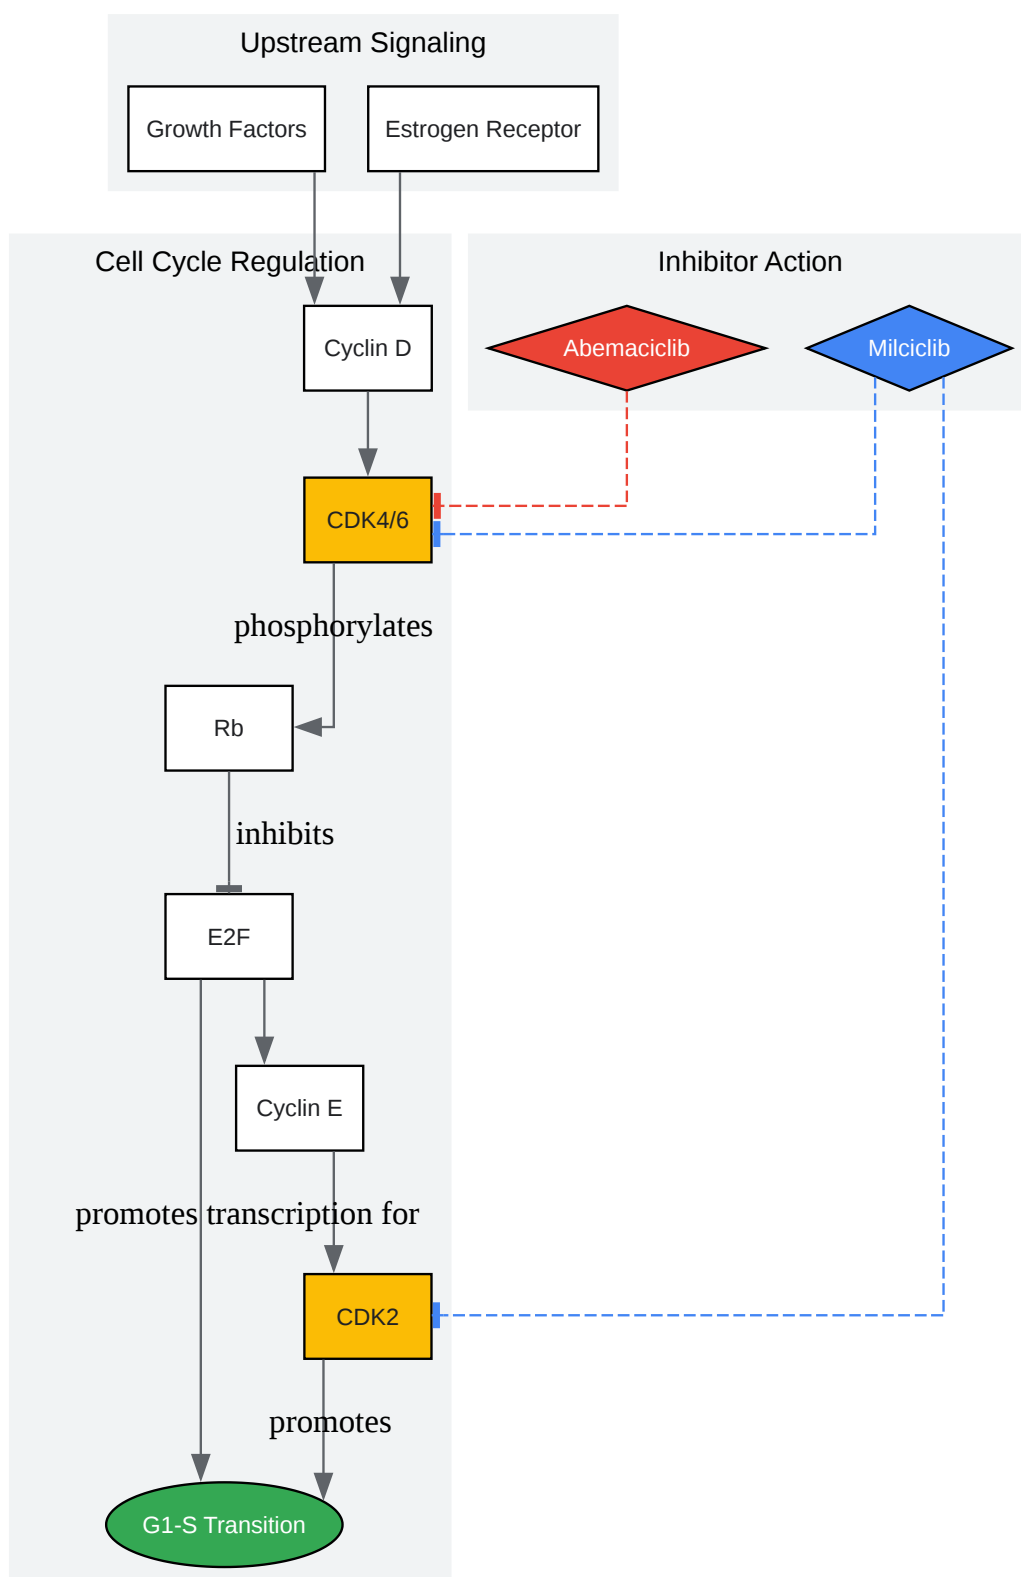 Upstream Signaling
Growth Factors
Estrogen Receptor
Cell Cycle Regulation
Inhibitor Action
Cyclin D
Abemaciclib
Milciclib
CDK4/6
phosphorylates
Rb
inhibits
E2F
Cyclin E
promotes transcription for
CDK2
promotes
G1-S Transition